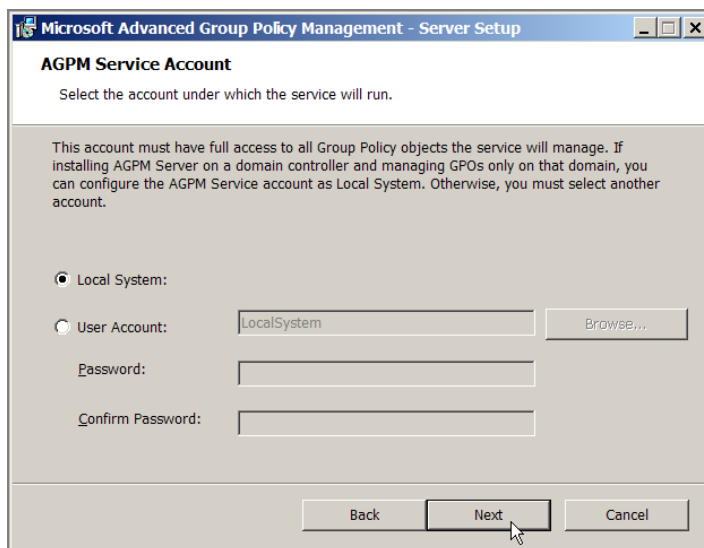 Microsoft Advanced Group Policy Management - Server Setup
AGPM Service Account
Select the account under which the service will run.
This account must have full access to all Group Policy objects the service will manage. If
installing AGPM Server on a domain controller and managing GPOs only on that domain, you
can configure the AGPM Service account as Local System. Otherwise, you must select another
account.
Local System:
User Account: LocalSystem Browse...
Password:
Confirm Password:
Back Next Cancel